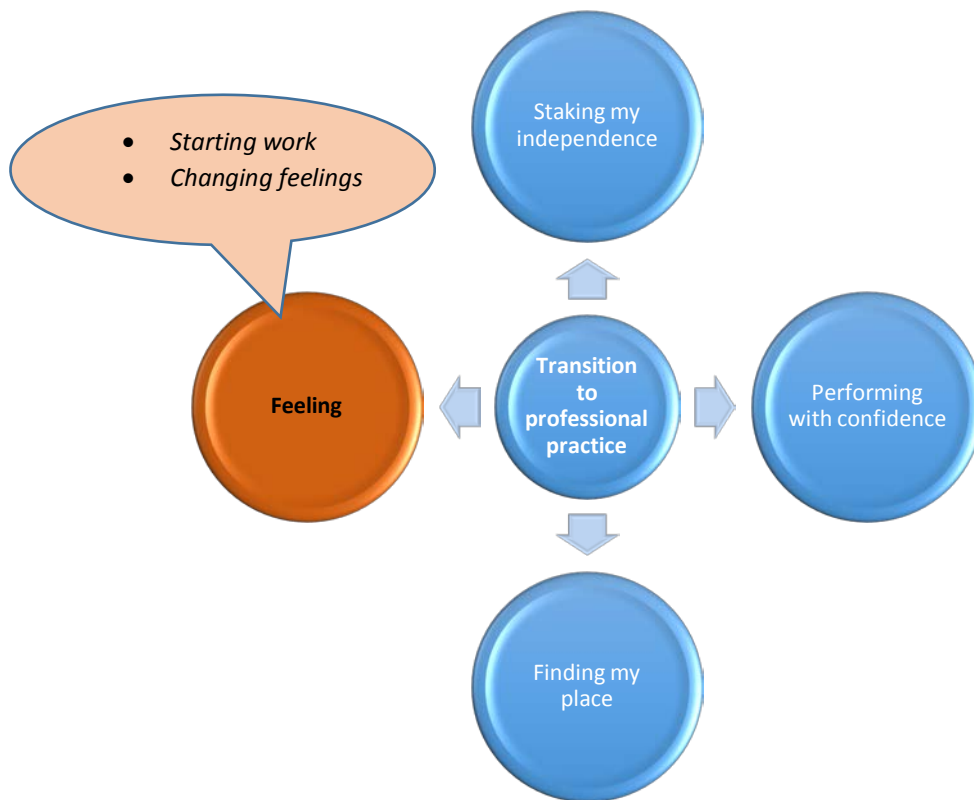 Staking my
independence
• Starting work
• Changing feelings
Feeling
Transition
to
professional
practice
Performing
with confidence
Finding my
place